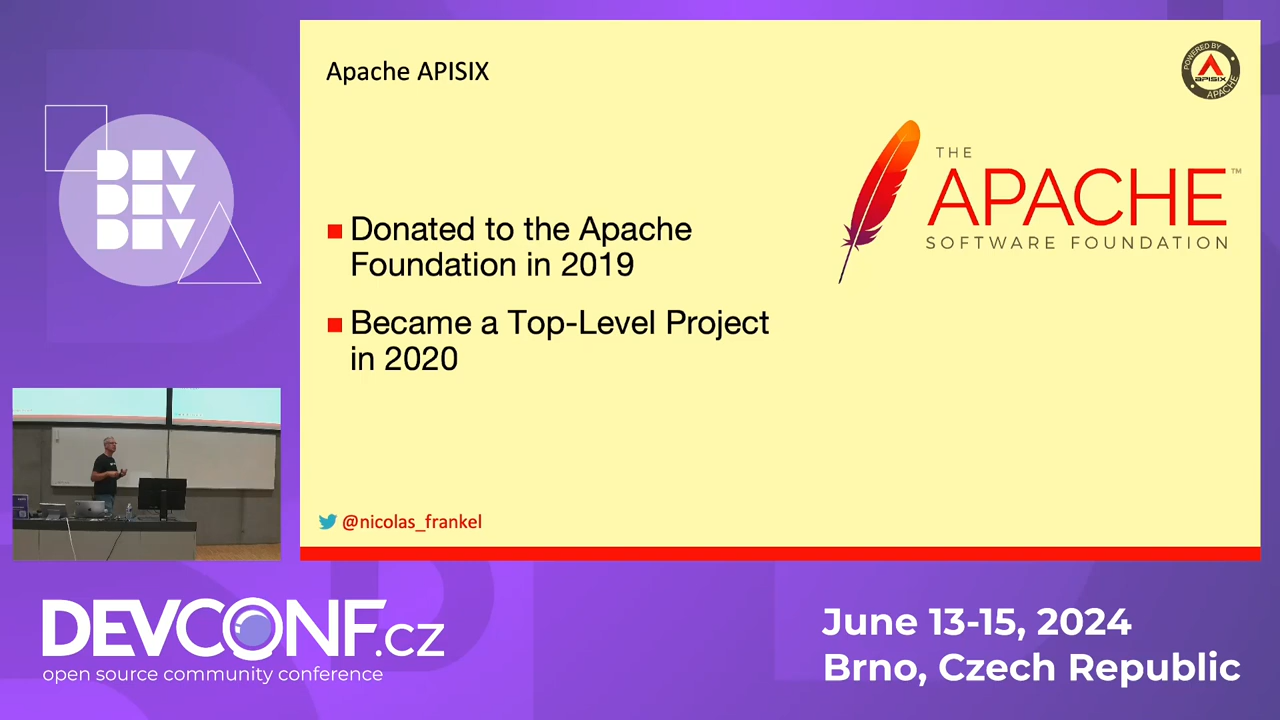 Apache APISIX
POWERED BY
APISIX
APACHE
THE
APACHE™
SOFTWARE FOUNDATION
Donated to the Apache
Foundation in 2019
Became a Top-Level Project
in 2020
@nicolas_frankel
DEV
DEV
DEV
DEVCONF.cz
open source community conference
June 13-15, 2024
Brno, Czech Republic